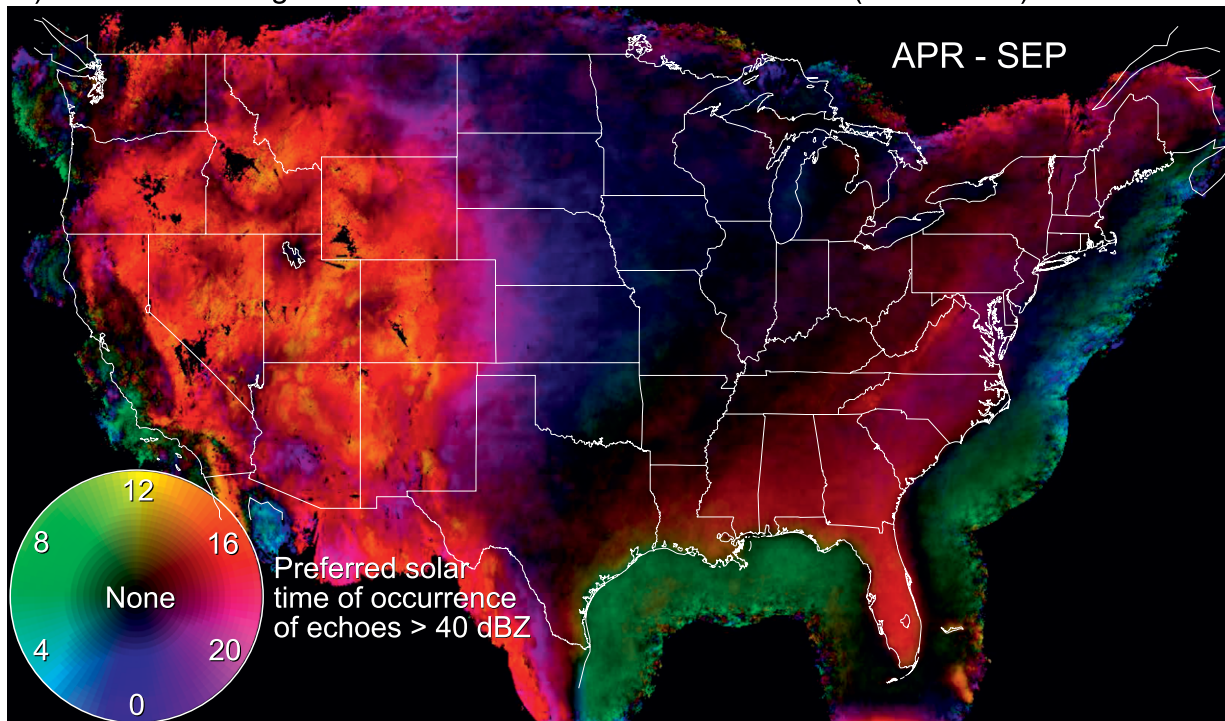 APR - SEP
12
8
16
None
4
20
0
Preferred solar
time of occurrence
of echoes > 40 dBZ